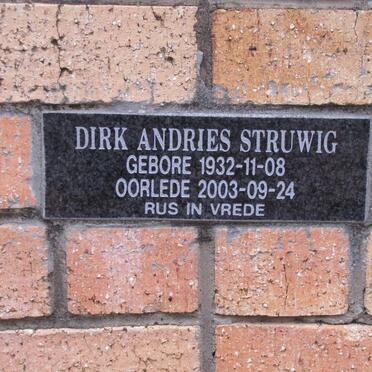 DIRK ANDRIES STRUWIG
GEBORE 1932-11-08
OORLEDE 2003-09-24
RUS IN VREDE